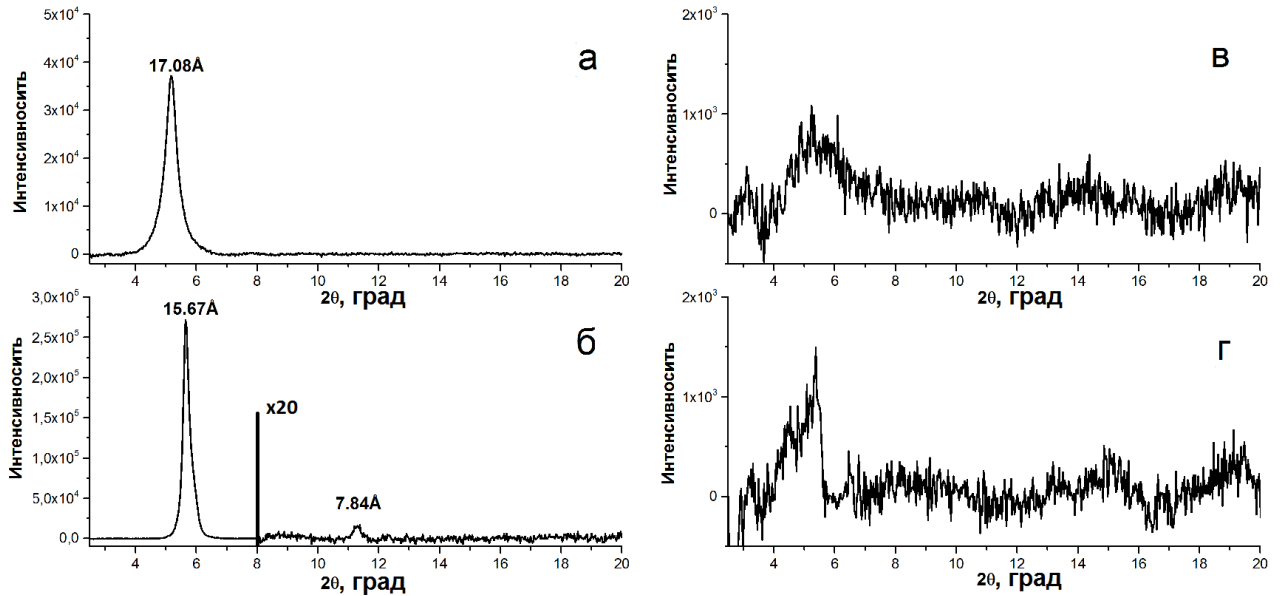 5x10⁴
4x10⁴
3x10⁴
2x10⁴
1x10⁴
0
Интенсивносить
17.08Å
а
4 6 8 10 12 14 16 18 20
2θ, град
3,0x10⁵
2,5x10⁵
2,0x10⁵
1,5x10⁵
1,0x10⁵
5,0x10⁴
0,0
Интенсивносить
15.67Å
x20
7.84Å
б
4 6 8 10 12 14 16 18 20
2θ, град
2x10³
1x10³
0
Интенсивносить
в
4 6 8 10 12 14 16 18 20
2θ, град
2x10³
1x10³
0
Интенсивносить
г
4 6 8 10 12 14 16 18 20
2θ, град